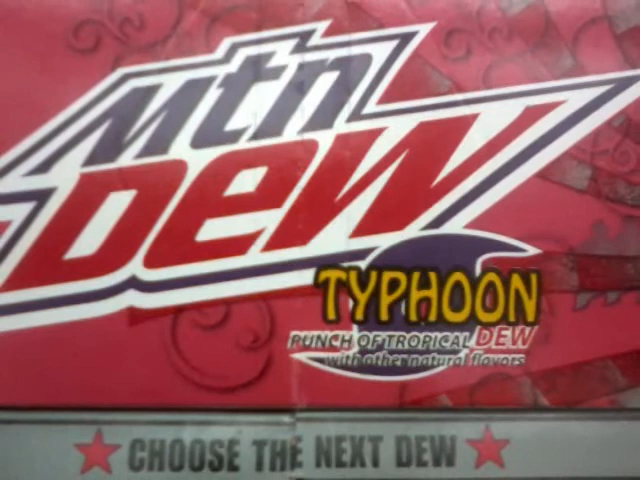 Mtn
Dew
TYPHOON
PUNCH OF TROPICAL DEW
with other natural flavors
CHOOSE THE NEXT DEW